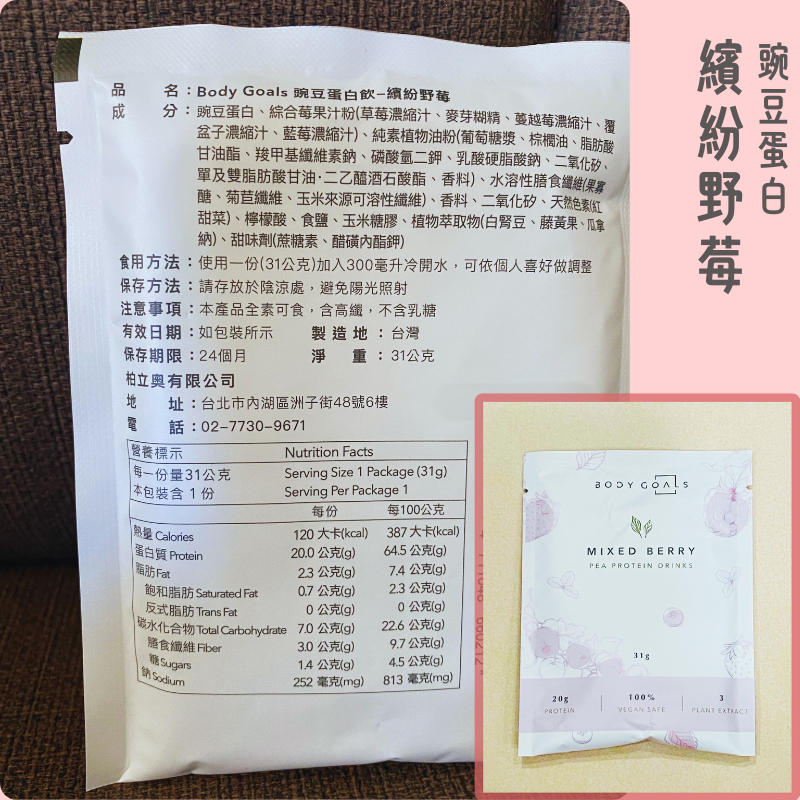 豌豆蛋白
繽紛野莓
品　　名：Body Goals 豌豆蛋白飲–繽紛野莓
成　　分：豌豆蛋白、綜合莓果汁粉(草莓濃縮汁、麥芽糊精、蔓越莓濃縮汁、覆
盆子濃縮汁、藍莓濃縮汁)、純素植物油粉(葡萄糖漿、棕櫚油、脂肪酸
甘油酯、羧甲基纖維素鈉、磷酸氫二鉀、乳酸硬脂酸鈉、二氧化矽、
單及雙脂肪酸甘油·二乙醯酒石酸酯、香料)、水溶性膳食纖維(果寡
醣、菊苣纖維、玉米來源可溶性纖維)、香料、二氧化矽、天然色素(紅
甜菜)、檸檬酸、食鹽、玉米糖膠、植物萃取物(白腎豆、藤黃果、瓜拿
納)、甜味劑(蔗糖素、醋磺內酯鉀)
食用方法：使用一份(31公克)加入300毫升冷開水，可依個人喜好做調整
保存方法：請存放於陰涼處，避免陽光照射
注意事項：本產品全素可食，含高纖，不含乳糖
有效日期：如包裝所示　製造地：台灣
保存期限：24個月　淨　重：31公克
柏立奧有限公司
地　　址：台北市內湖區洲子街48號6樓
電　　話：02-7730-9671
營養標示 Nutrition Facts
每一份量31公克 Serving Size 1 Package (31g)
本包裝含 1 份 Serving Per Package 1
每份 每100公克
熱量 Calories 120 大卡(kcal) 387 大卡(kcal)
蛋白質 Protein 20.0 公克(g) 64.5 公克(g)
脂肪 Fat 2.3 公克(g) 7.4 公克(g)
飽和脂肪 Saturated Fat 0.7 公克(g) 2.3 公克(g)
反式脂肪 Trans Fat 0 公克(g) 0 公克(g)
碳水化合物 Total Carbohydrate 7.0 公克(g) 22.6 公克(g)
膳食纖維 Fiber 3.0 公克(g) 9.7 公克(g)
糖 Sugars 1.4 公克(g) 4.5 公克(g)
鈉 Sodium 252 毫克(mg) 813 毫克(mg)
BODY GOALS
MIXED BERRY
PEA PROTEIN DRINKS
31g
20g 100% 3
PROTEIN VEGAN SAFE PLANT EXTRACT